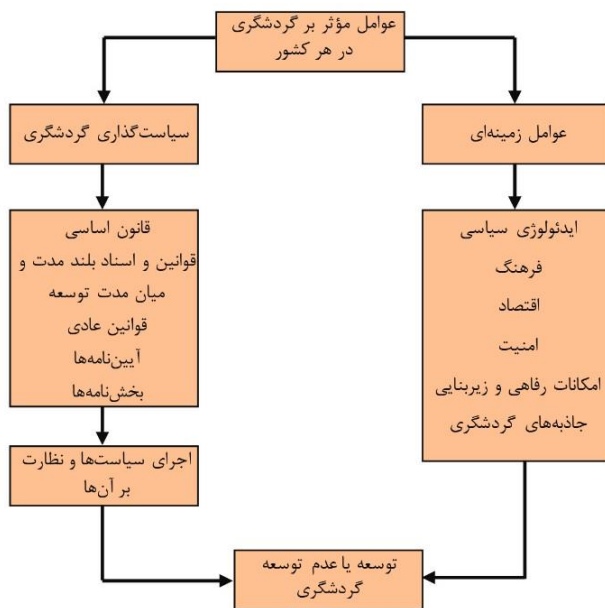 عوامل مؤثر بر گردشگری
در هر کشور
عوامل زمینه‌ای
سیاست‌گذاری گردشگری
ایدئولوژی سیاسی
فرهنگ
اقتصاد
امنیت
امکانات رفاهی و زیربنایی
جاذبه‌های گردشگری
قانون اساسی
قوانین و اسناد بلند مدت و
میان مدت توسعه
قوانین عادی
آیین‌نامه‌ها
بخش‌نامه‌ها
اجرای سیاست‌ها و نظارت
بر آن‌ها
توسعه یا عدم توسعه
گردشگری